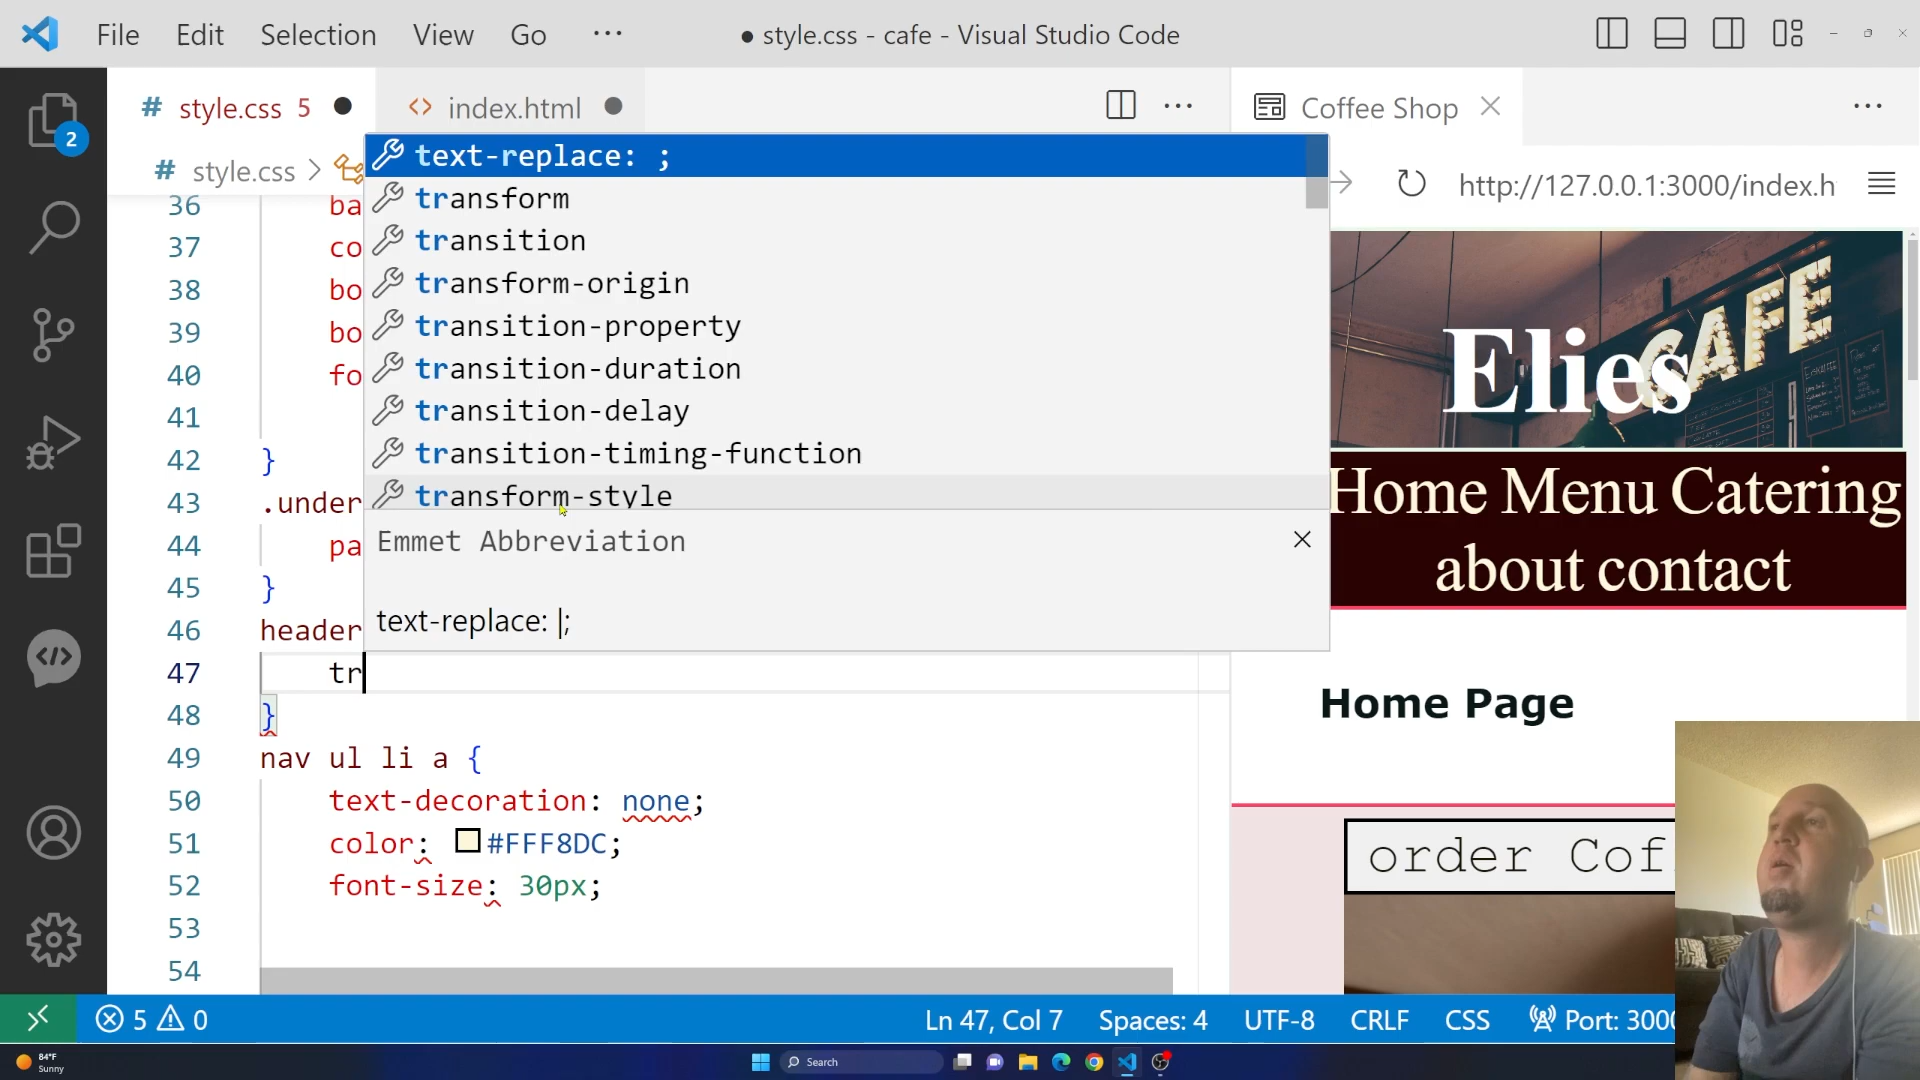 File Edit Selection View Go ··· ● style.css - cafe - Visual Studio Code
# style.css 5 ● <> index.html ● ··· Coffee Shop ···
# style.css >
http://127.0.0.1:3000/index.h
2
text-replace: ;
transform
transition
transform-origin
transition-property
transition-duration
transition-delay
transition-timing-function
transform-style
Emmet Abbreviation
text-replace: |;
36 ba
37 co
38 bo
39 bo
40 fo
41
42 }
43 .under
44 pa
45 }
46 header
47 tr
48 }
49 nav ul li a {
50 text-decoration: none;
51 color: #FFF8DC;
52 font-size: 30px;
53
54
CAFE
Elies
Home Menu Catering
about contact
Home Page
order Cof
5 0 Ln 47, Col 7 Spaces: 4 UTF-8 CRLF CSS Port: 3000
84°F
Sunny
Search